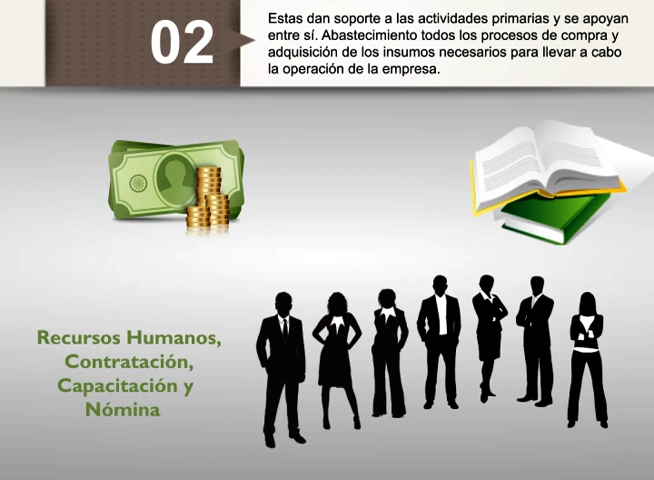 02
Estas dan soporte a las actividades primarias y se apoyan
entre sí. Abastecimiento todos los procesos de compra y
adquisición de los insumos necesarios para llevar a cabo
la operación de la empresa.
Recursos Humanos,
Contratación,
Capacitación y
Nómina